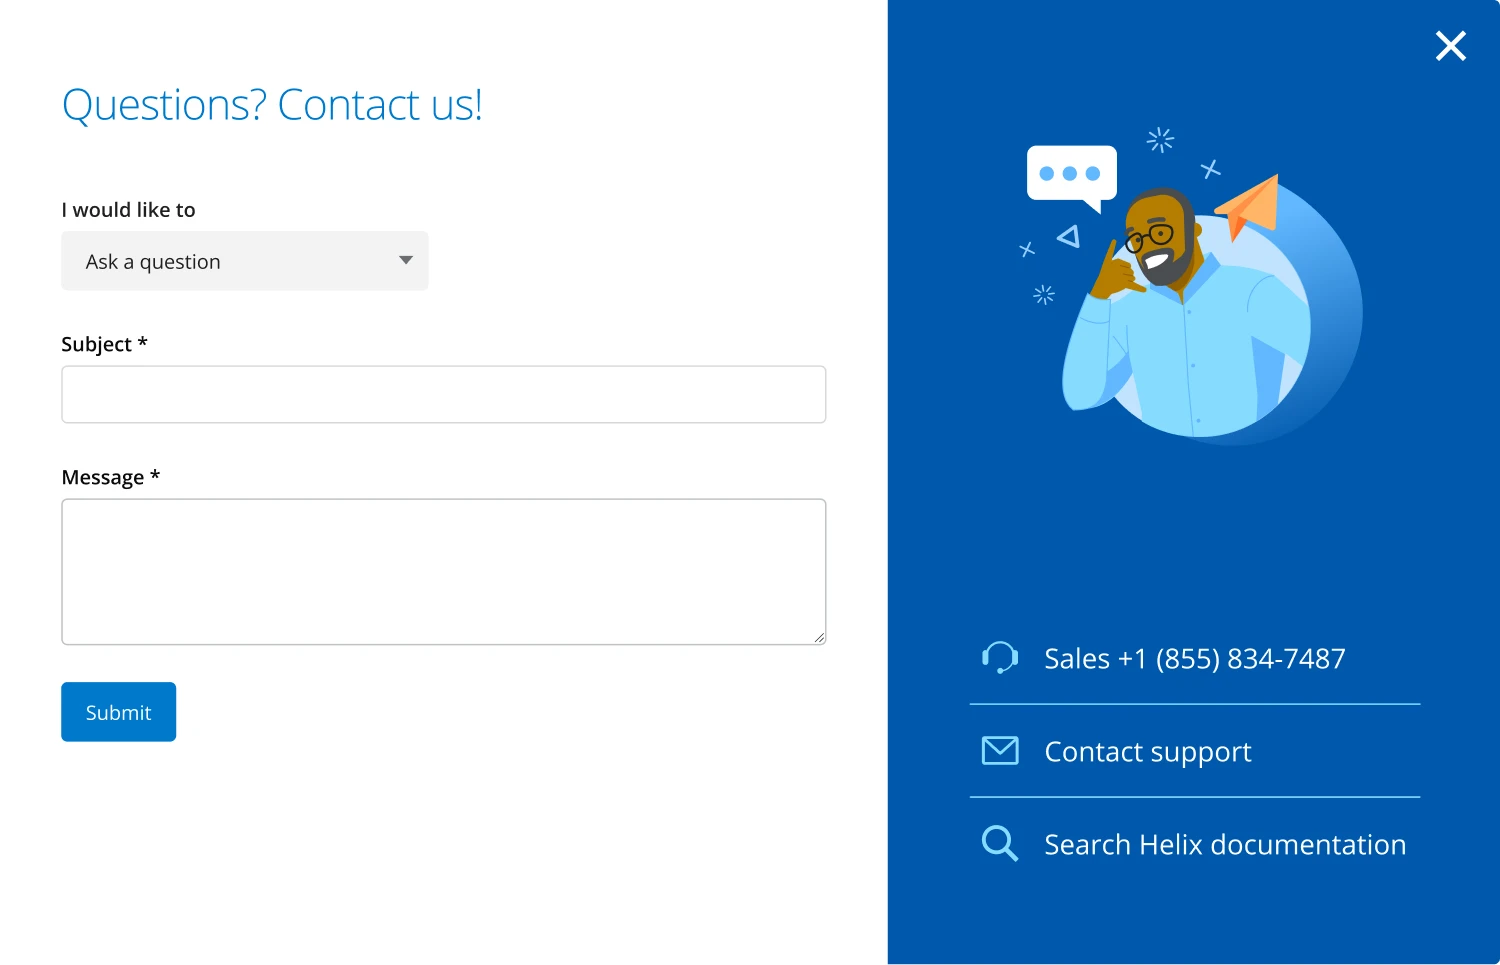 Questions? Contact us!
I would like to
Ask a question
Subject *
Message *
Submit
Sales +1 (855) 834-7487
Contact support
Search Helix documentation